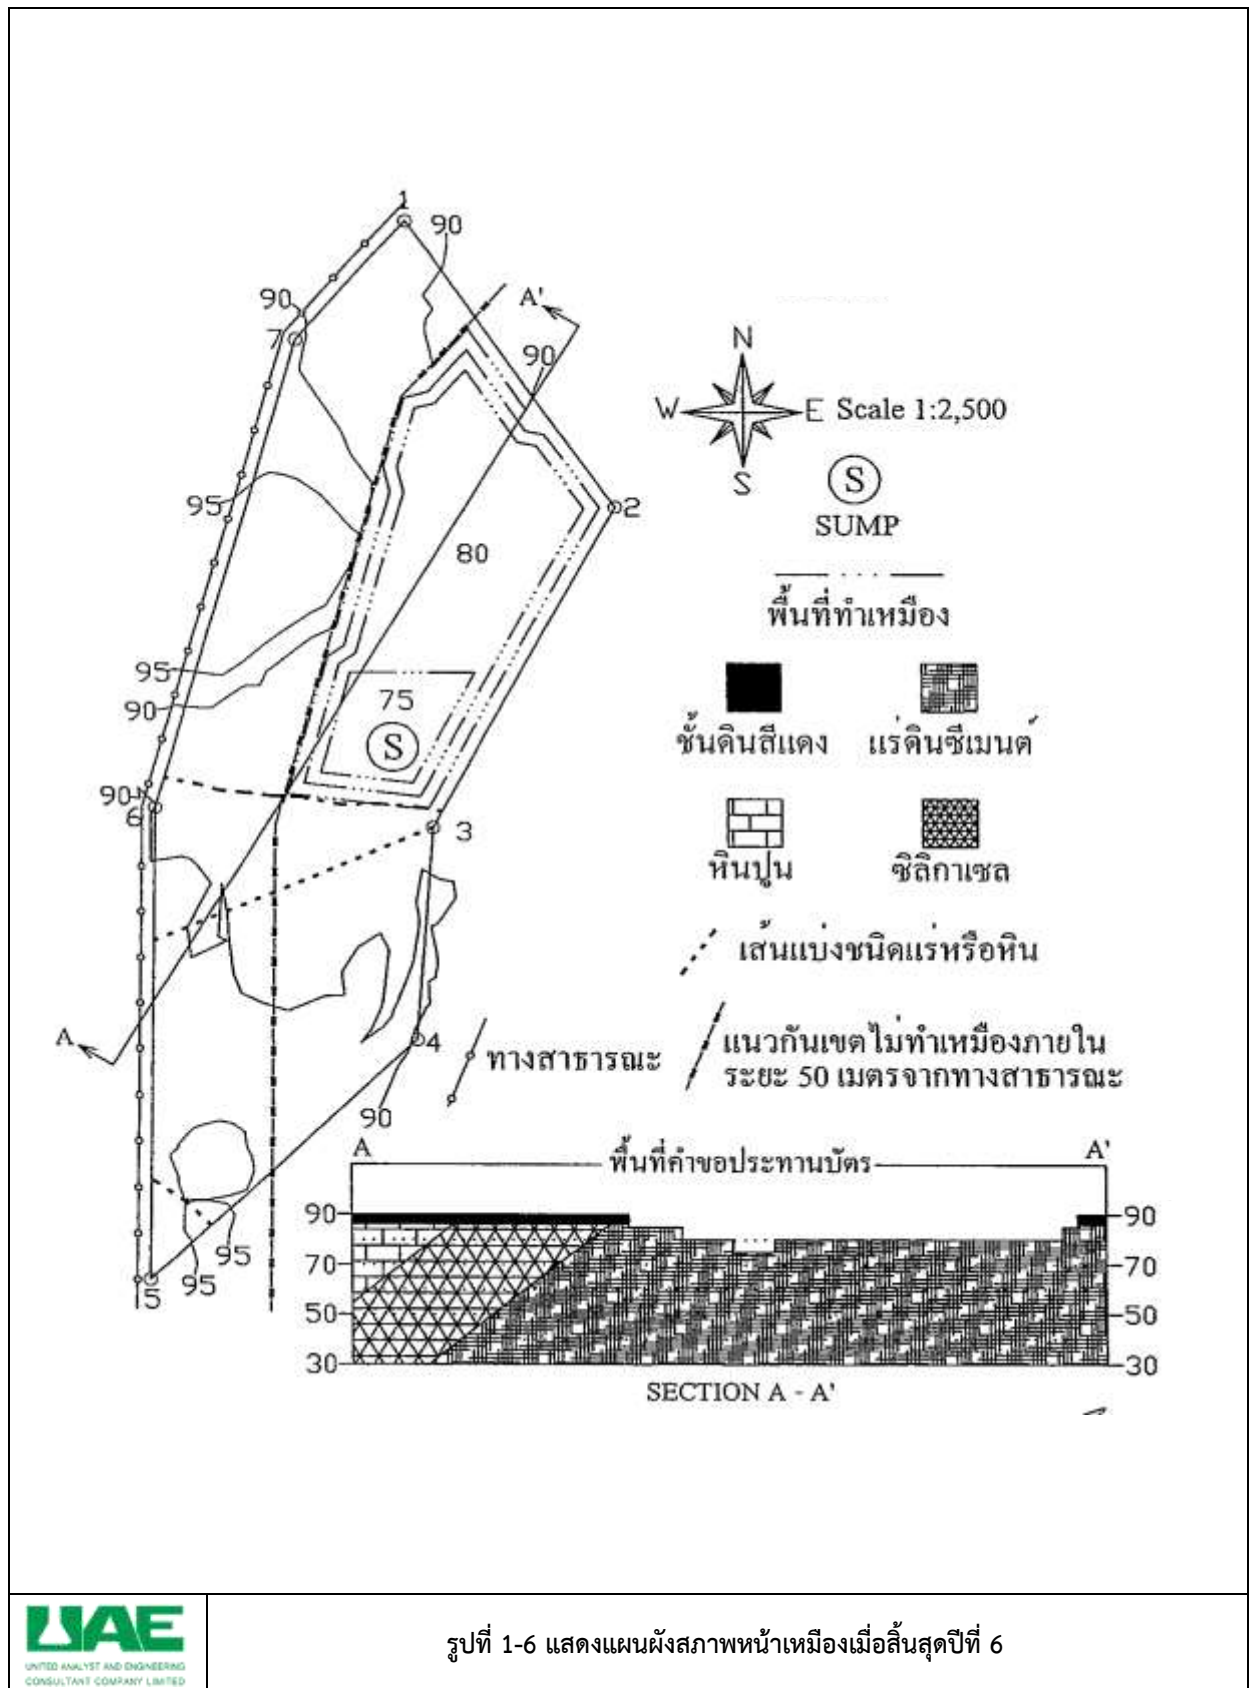 1
90
A'
90
7
90
N
W E Scale 1:2,500
S
S
SUMP
2
95
80
พื้นที่ทำเหมือง
95
75
90
S
ชั้นดินสีแดง แร่ดินซีเมนต์
90
6
3
หินปูน ซิลิกาเซล
เส้นแบ่งชนิดแร่หรือหิน
A
4
ทางสาธารณะ
แนวกันเขตไม่ทำเหมืองภายใน
ระยะ 50 เมตรจากทางสาธารณะ
90
A พื้นที่คำขอประทานบัตร A'
90 90
70 70
50 50
30 30
95
95
5
SECTION A - A'
UAE
UNITED ANALYST AND ENGINEERING
CONSULTANT COMPANY LIMITED
รูปที่ 1-6 แสดงแผนผังสภาพหน้าเหมืองเมื่อสิ้นสุดปีที่ 6